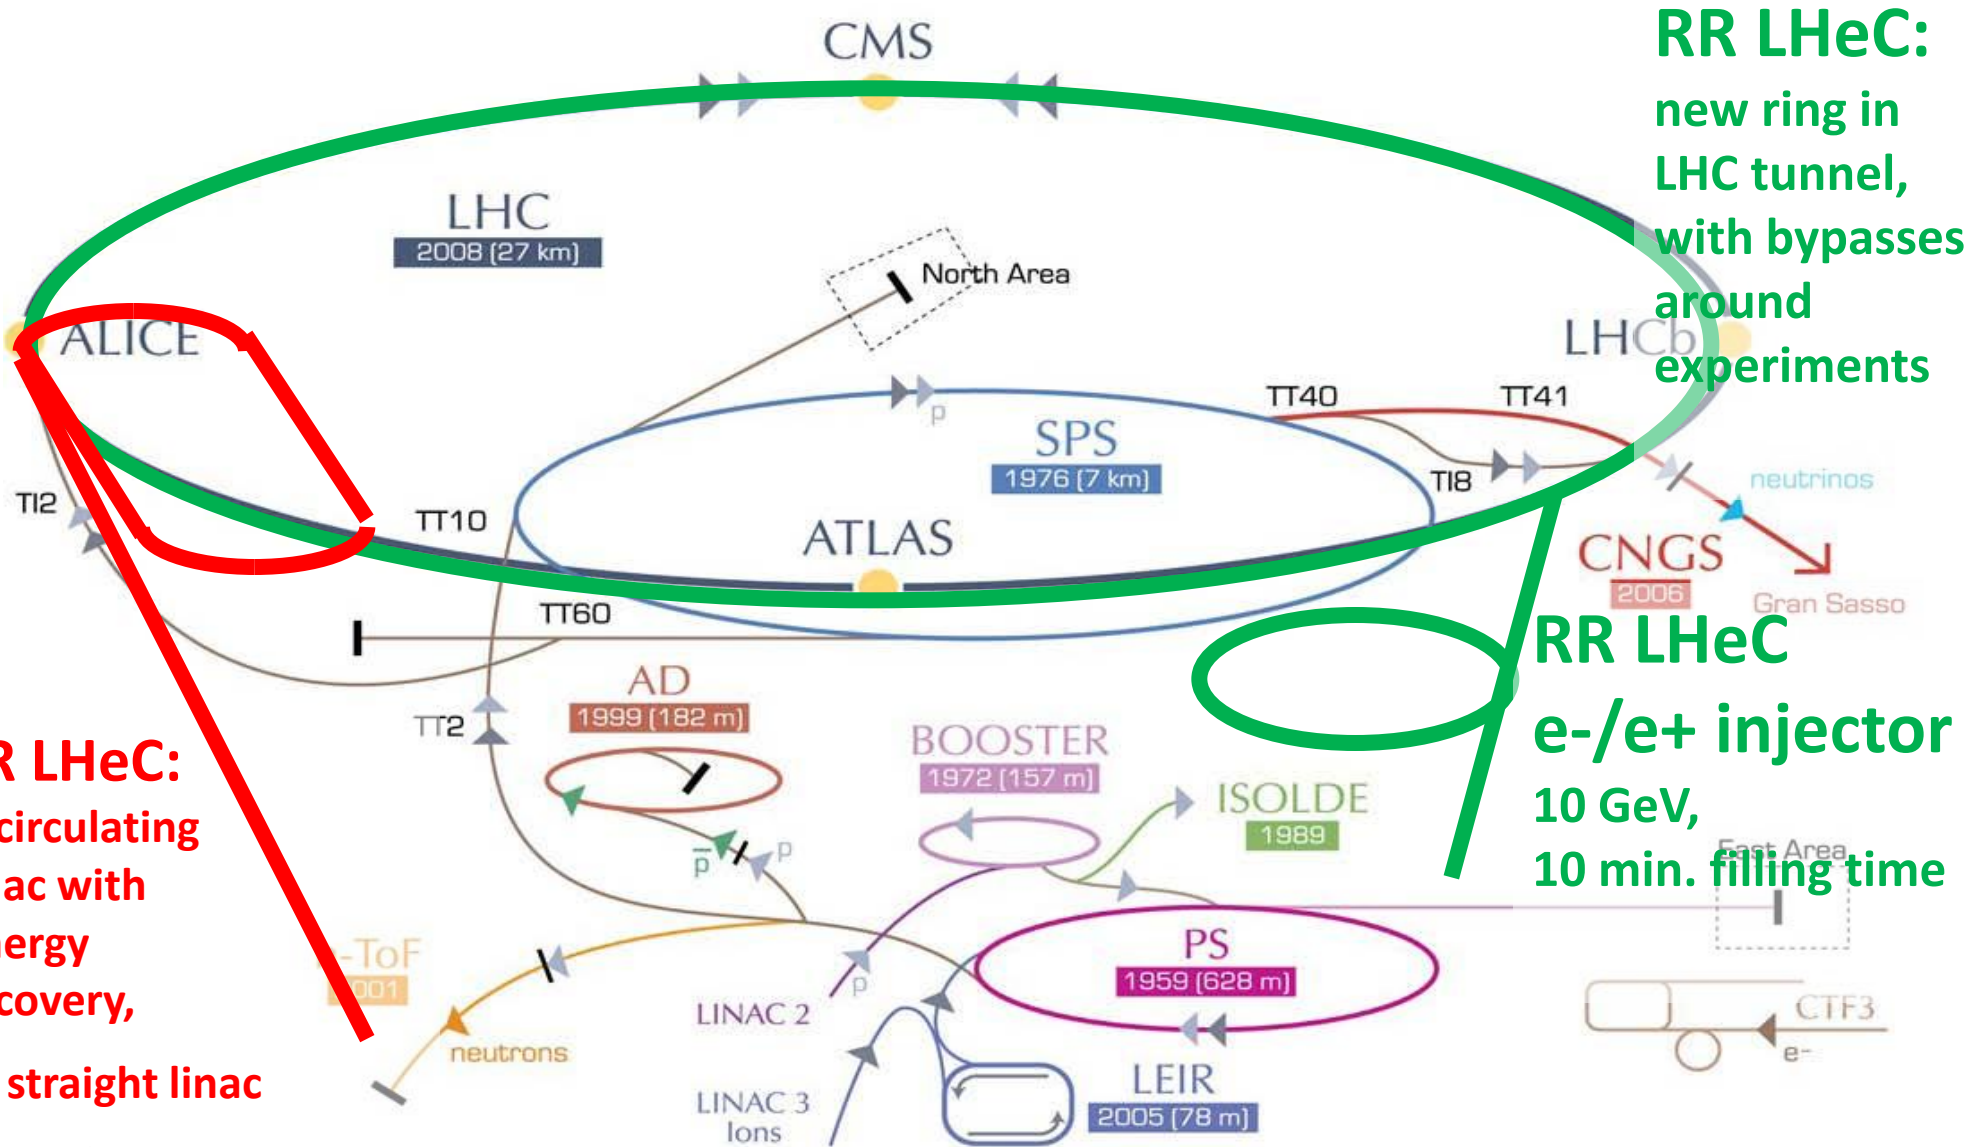 CMS
RR LHeC:
new ring in
LHC tunnel,
with bypasses
around
experiments
LHC
2008 (27 km)
North Area
ALICE
LHCb
p
TT40
TT41
SPS
1976 (7 km)
TI8
neutrinos
TI2
TT10
ATLAS
CNGS
2006
Gran Sasso
TT60
RR LHeC
e-/e+ injector
10 GeV,
10 min. filling time
AD
1999 (182 m)
TT2
BOOSTER
1972 (157 m)
R LHeC:
circulating
ac with
nergy
covery,
straight linac
ISOLDE
1989
p̅
p
East Area
-ToF
001
neutrons
LINAC 2
p
PS
1959 (628 m)
CTF3
e-
LINAC 3
Ions
LEIR
2005 (78 m)